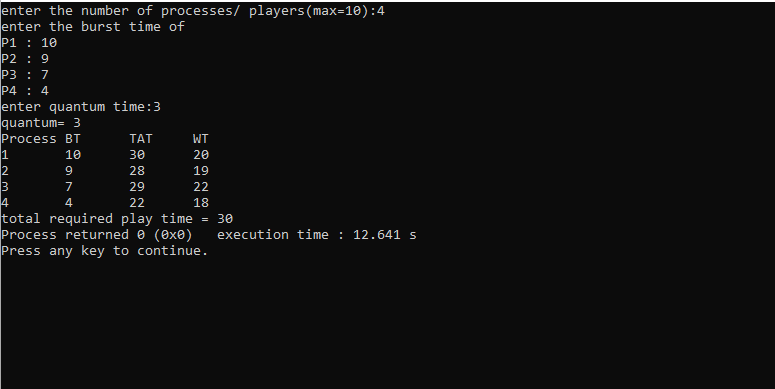 enter the number of processes/ players(max=10):4
enter the burst time of
P1 : 10
P2 : 9
P3 : 7
P4 : 4
enter quantum time:3
quantum= 3
Process BT      TAT     WT
1       10      30      20
2       9       28      19
3       7       29      22
4       4       22      18
total required play time = 30
Process returned 0 (0x0)   execution time : 12.641 s
Press any key to continue.